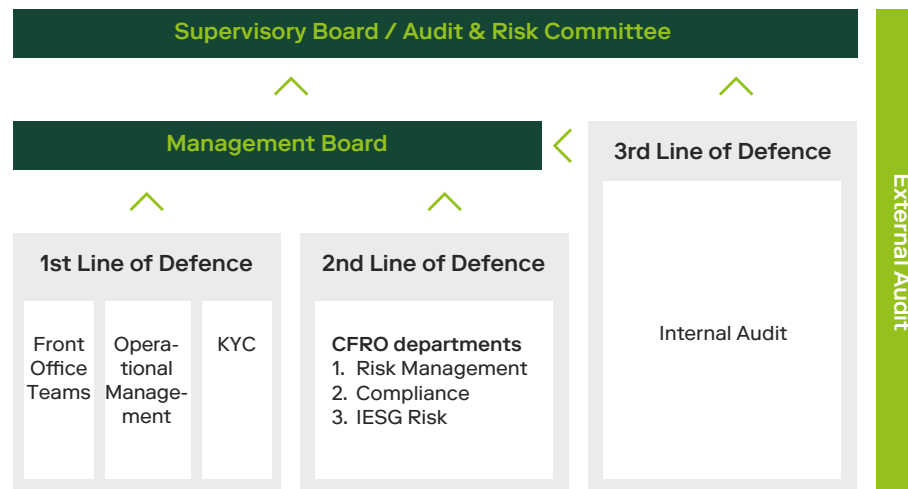 Supervisory Board / Audit & Risk Committee
Management Board
3rd Line of Defence
1st Line of Defence
2nd Line of Defence
Front
Office
Teams
Opera-
tional
Manage-
ment
KYC
CFRO departments
1. Risk Management
2. Compliance
3. IESG Risk
Internal Audit
External Audit